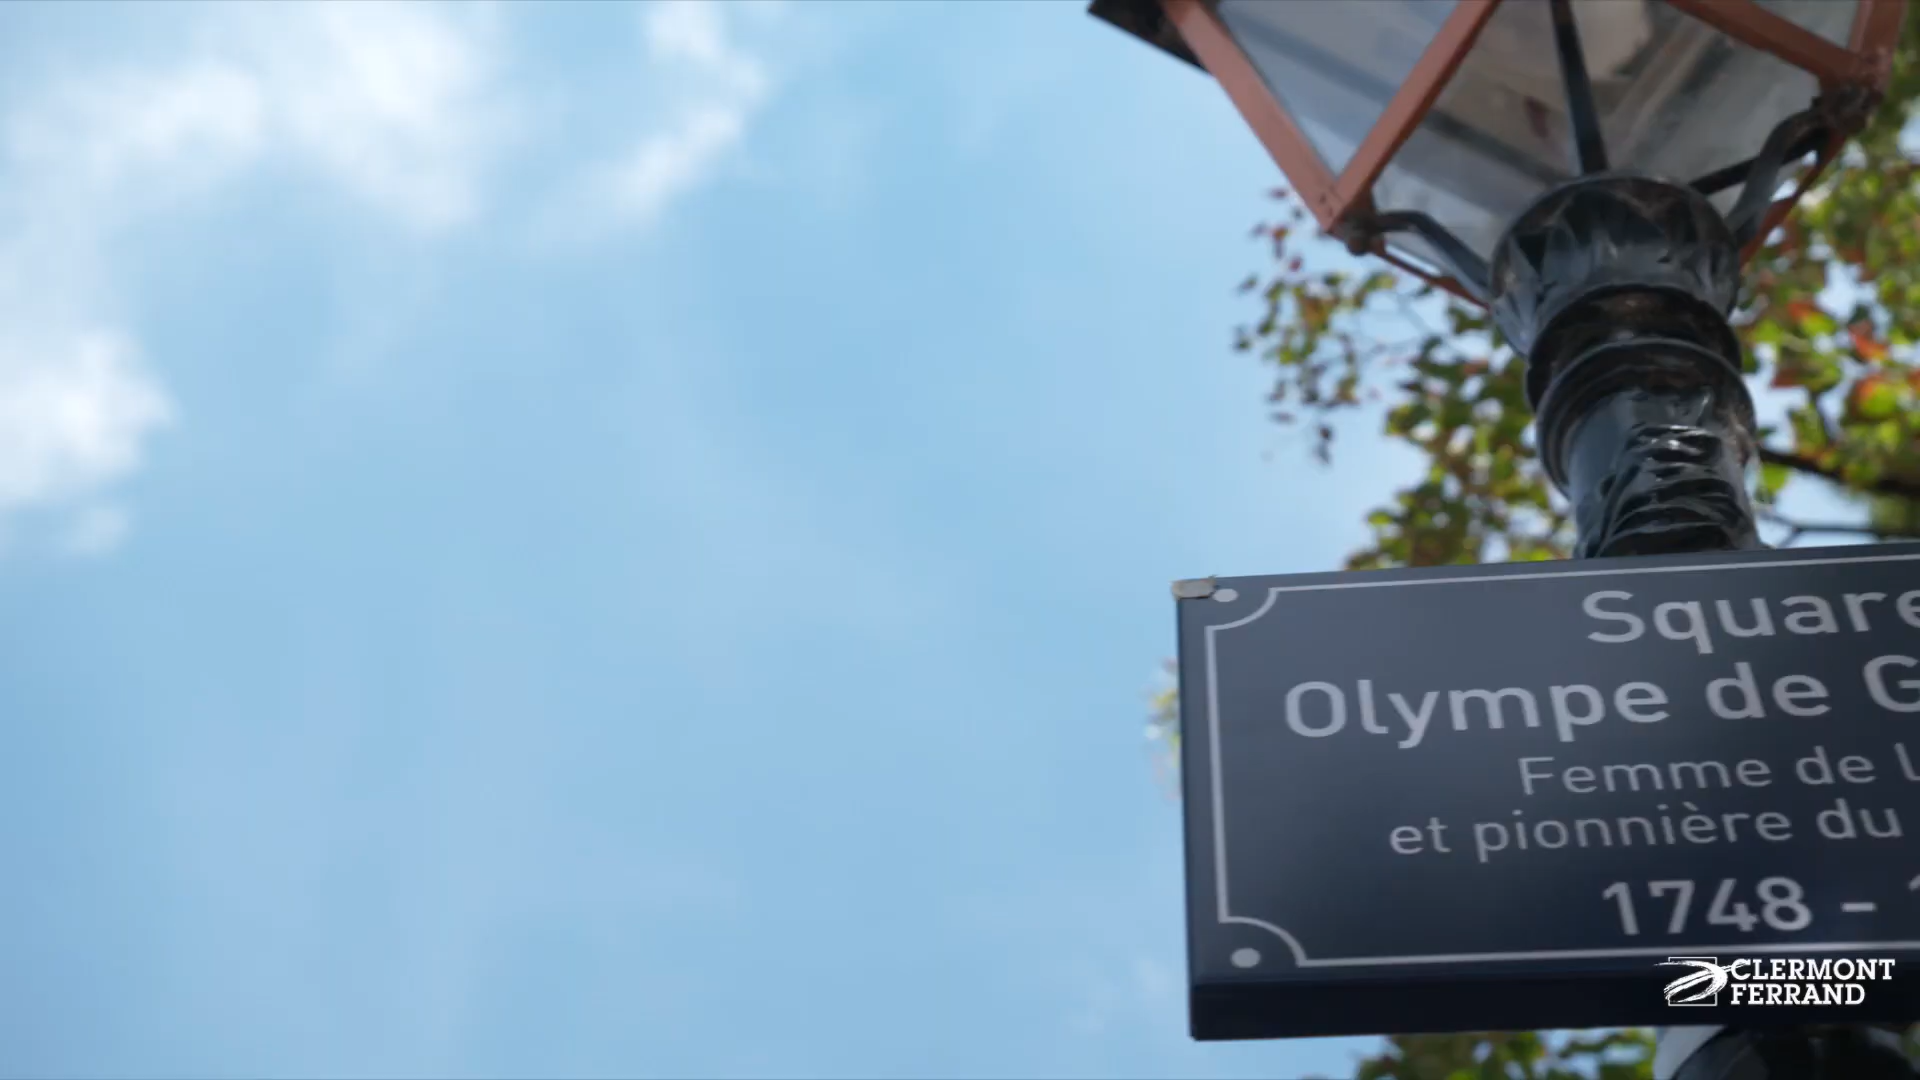 Square
Olympe de G
Femme de l
et pionnière du
1748 -
CLERMONT
FERRAND